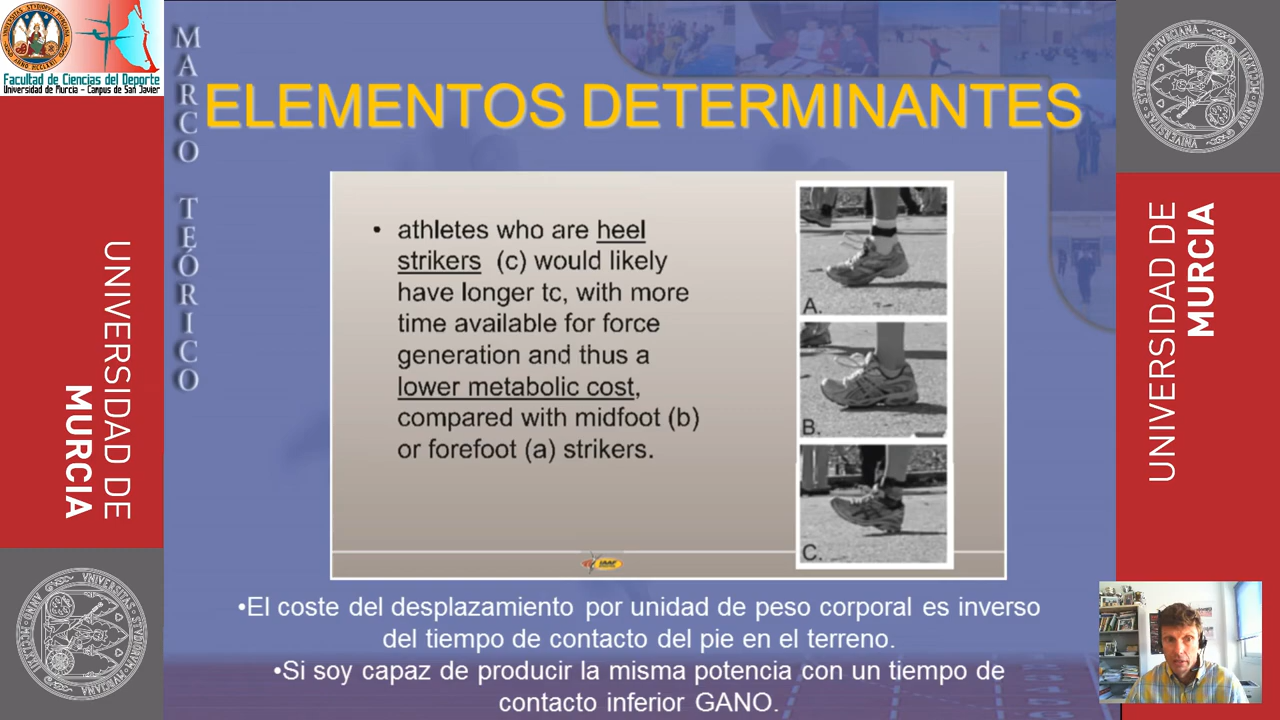 Facultad de Ciencias del Deporte
Universidad de Murcia - Campus de San Javier
MARCO TEÓRICO
ELEMENTOS DETERMINANTES
• athletes who are heel
strikers (c) would likely
have longer tc, with more
time available for force
generation and thus a
lower metabolic cost,
compared with midfoot (b)
or forefoot (a) strikers.
A.
B.
C.
•El coste del desplazamiento por unidad de peso corporal es inverso
del tiempo de contacto del pie en el terreno.
•Si soy capaz de producir la misma potencia con un tiempo de
contacto inferior GANO.
UNIVERSIDAD DE
MURCIA
UNIVERSIDAD DE
MURCIA